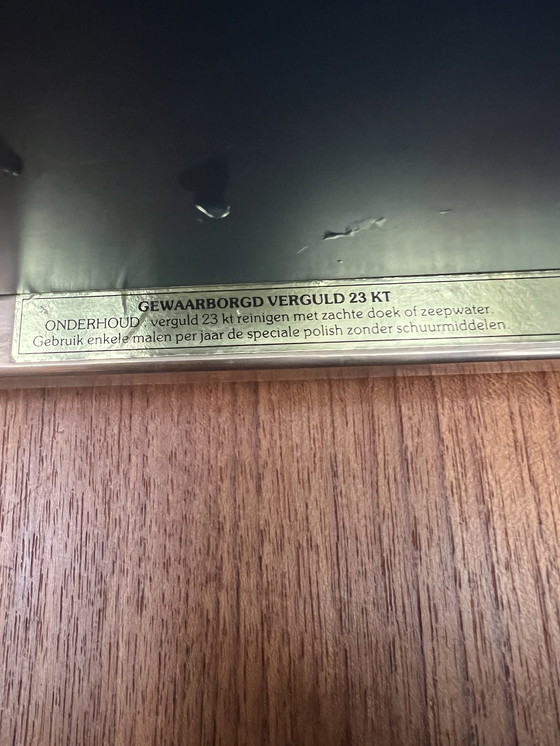 GEWAARBORGD VERGULD 23 KT
ONDERHOUD : verguld 23 kt reinigen met zachte doek of zeepwater.
Gebruik enkele malen per jaar de speciale polish zonder schuurmiddelen